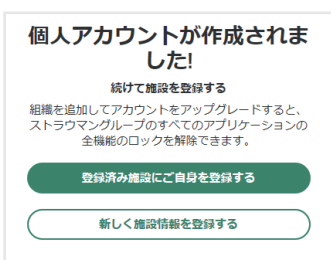 個人アカウントが作成されま
した!
続けて施設を登録する
組織を追加してアカウントをアップグレードすると、
ストラウマングループのすべてのアプリケーションの
全機能のロックを解除できます。
登録済み施設にご自身を登録する
新しく施設情報を登録する